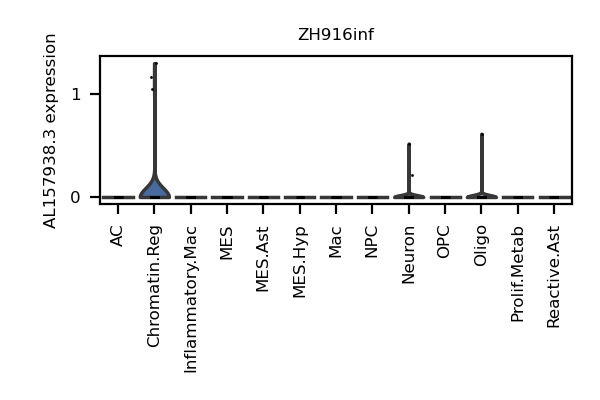 ZH916inf
AL157938.3 expression
1
0
AC
Chromatin.Reg
Inflammatory.Mac
MES
MES.Ast
MES.Hyp
Mac
NPC
Neuron
OPC
Oligo
Prolif.Metab
Reactive.Ast